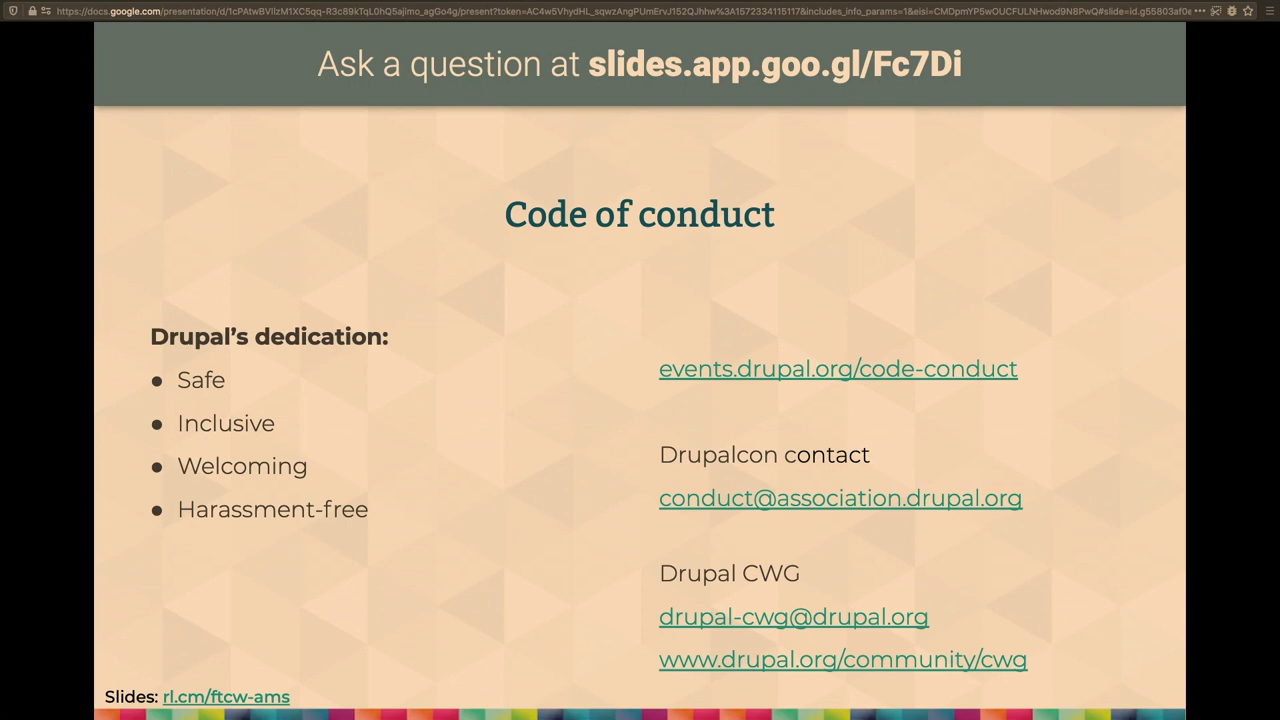 Ask a question at slides.app.goo.gl/Fc7Di
Code of conduct
Drupal’s dedication:
● Safe
● Inclusive
● Welcoming
● Harassment-free
events.drupal.org/code-conduct
Drupalcon contact
conduct@association.drupal.org
Drupal CWG
drupal-cwg@drupal.org
www.drupal.org/community/cwg
Slides: rl.cm/ftcw-ams